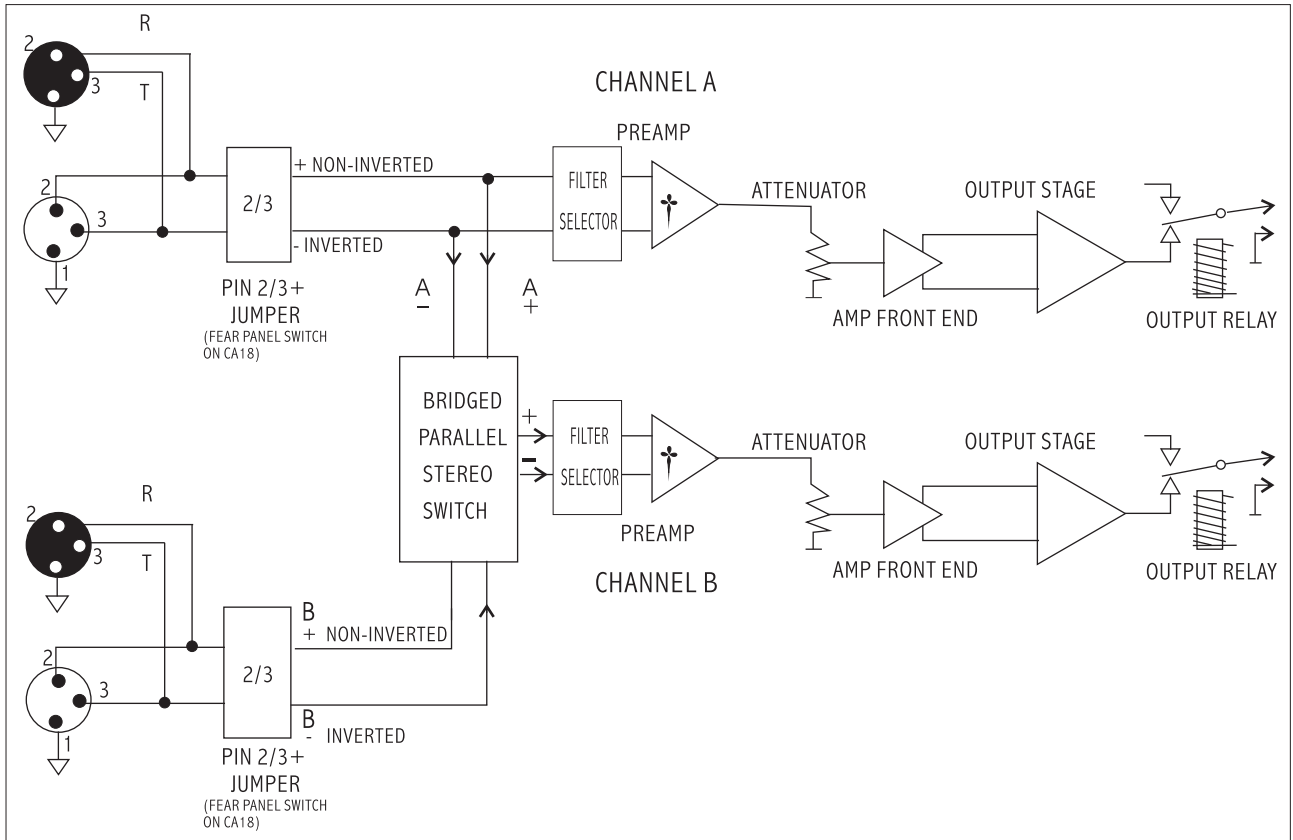 R
2
3
T
CHANNEL A
PREAMP
+ NON-INVERTED
2
3
1
2/3
- INVERTED
FILTER
SELECTOR
ATTENUATOR
OUTPUT STAGE
PIN 2/3+
JUMPER
(FEAR PANEL SWITCH
ON CA18)
A
-
A
+
AMP FRONT END
OUTPUT RELAY
BRIDGED
PARALLEL
STEREO
SWITCH
+
-
FILTER
SELECTOR
ATTENUATOR
OUTPUT STAGE
PREAMP
CHANNEL B
AMP FRONT END
OUTPUT RELAY
R
2
3
T
B
+ NON-INVERTED
2
3
1
2/3
B
- INVERTED
PIN 2/3+
JUMPER
(FEAR PANEL SWITCH
ON CA18)